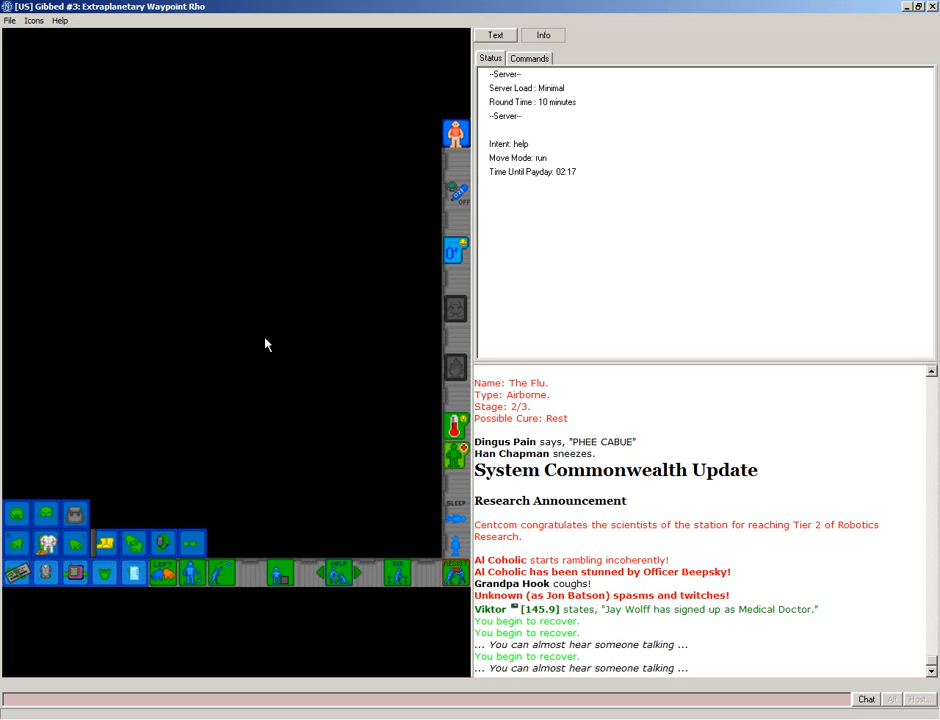 [US] Gibbed #3: Extraplanetary Waypoint Rho
File Icons Help
Text Info
Status Commands
--Server--
Server Load : Minimal
Round Time : 10 minutes
--Server--
Intent: help
Move Mode: run
Time Until Payday: 02:17
OFF
SLEEP
LEFT
HELP
Name: The Flu.
Type: Airborne.
Stage: 2/3.
Possible Cure: Rest
Dingus Pain says, "PHEE CABUE"
Han Chapman sneezes.
System Commonwealth Update
Research Announcement
Centcom congratulates the scientists of the station for reaching Tier 2 of Robotics
Research.
Al Coholic starts rambling incoherently!
Al Coholic has been stunned by Officer Beepsky!
Grandpa Hook coughs!
Unknown (as Jon Batson) spasms and twitches!
Viktor [145.9] states, "Jay Wolff has signed up as Medical Doctor."
You begin to recover.
You begin to recover.
... You can almost hear someone talking ...
You begin to recover.
... You can almost hear someone talking ...
Chat All Host...